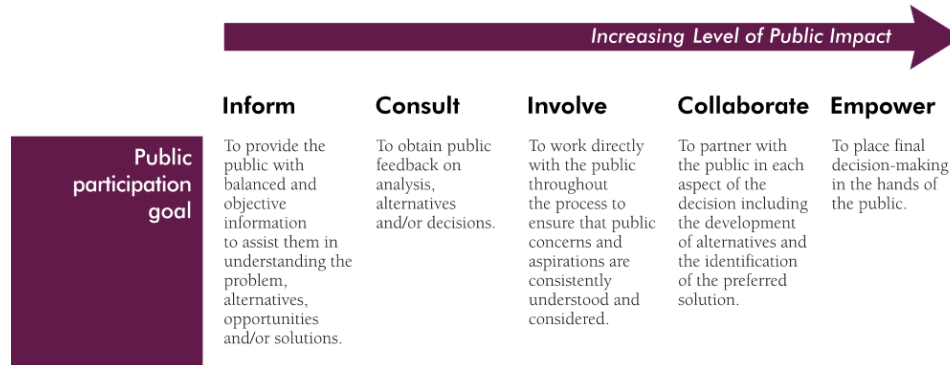 Increasing Level of Public Impact
Inform
Consult
Involve
Collaborate
Empower
Public
participation
goal
To provide the
public with
balanced and
objective
information
to assist them in
understanding the
problem,
alternatives,
opportunities
and/or solutions.
To obtain public
feedback on
analysis,
alternatives
and/or decisions.
To work directly
with the public
throughout
the process to
ensure that public
concerns and
aspirations are
consistently
understood and
considered.
To partner with
the public in each
aspect of the
decision including
the development
of alternatives and
the identification
of the preferred
solution.
To place final
decision-making
in the hands of
the public.